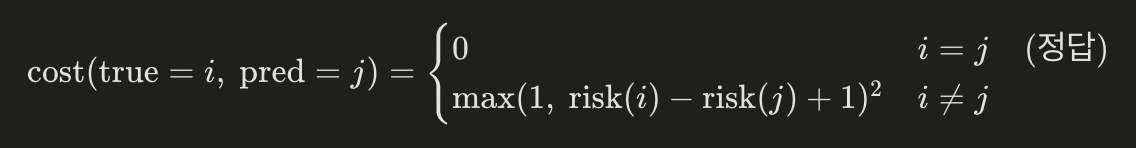 cost(true = i, pred = j) = { 0 i = j (정답)
max(1, risk(i) − risk(j) + 1)² i ≠ j